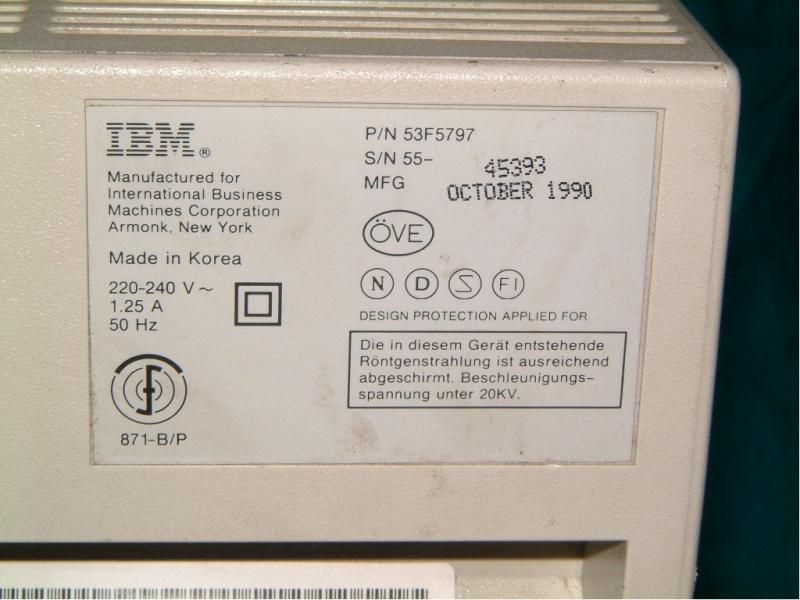 IBM®
Manufactured for
International Business
Machines Corporation
Armonk, New York
Made in Korea
220-240 V ~
1.25 A
50 Hz
871-B/P
P/N 53F5797
S/N 55- 45393
MFG OCTOBER 1990
ÖVE
N D S FI
DESIGN PROTECTION APPLIED FOR
Die in diesem Gerät entstehende
Röntgenstrahlung ist ausreichend
abgeschirmt. Beschleunigungs-
spannung unter 20KV.